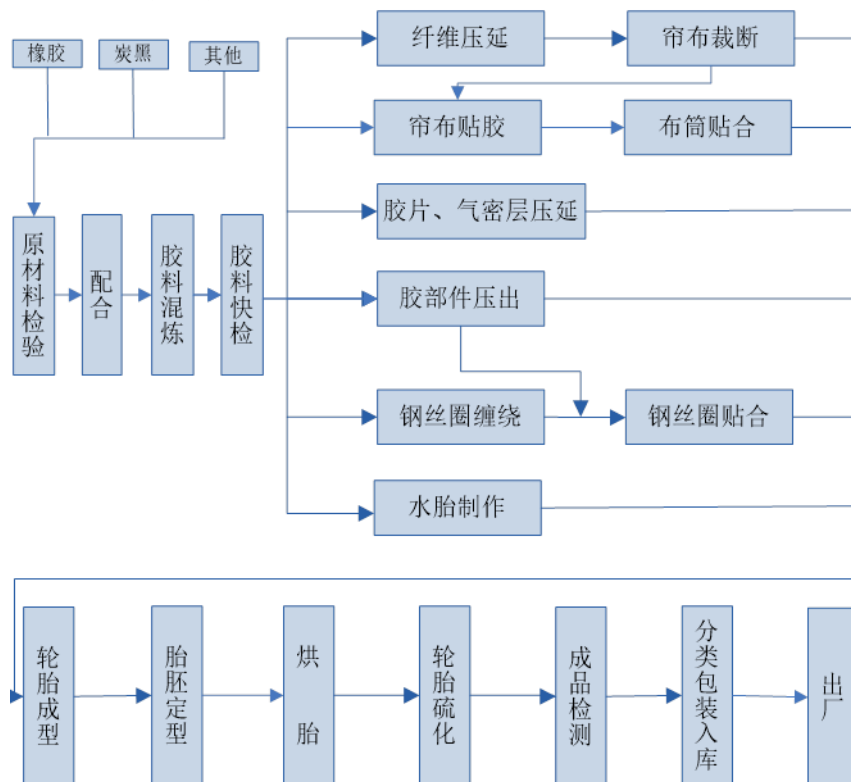 橡胶
炭黑
其他
纤维压延
帘布裁断
帘布贴胶
布筒贴合
胶片、气密层压延
原材料检验
配合
胶料混炼
胶料快检
胶部件压出
钢丝圈缠绕
钢丝圈贴合
水胎制作
轮胎成型
胎胚定型
烘胎
轮胎硫化
成品检测
分类包装入库
出厂